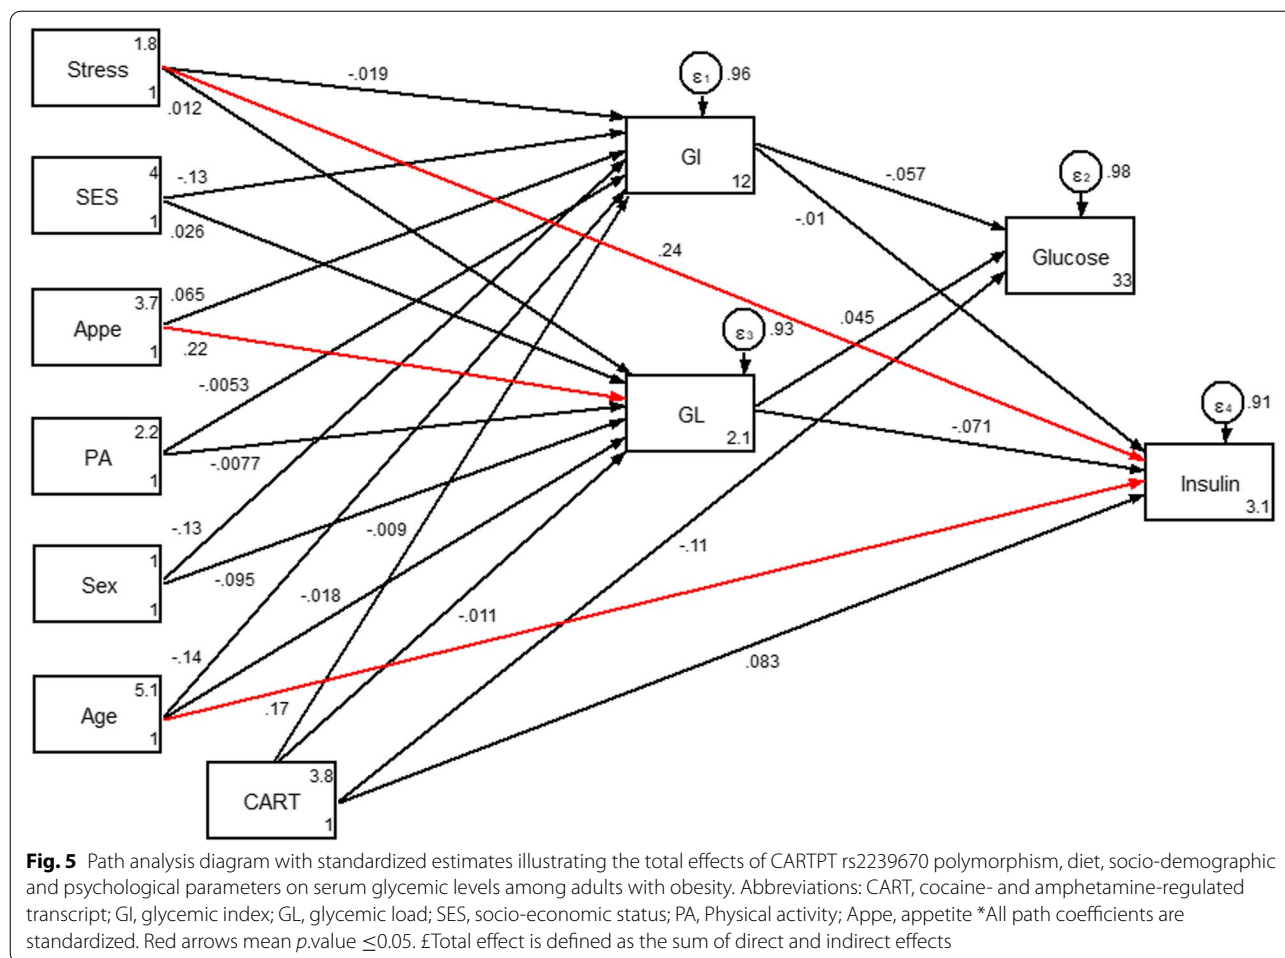 1.8
Stress
1
-.019
.012
ε1 .96
GI
12
4
SES
1
-.13
.026
-.057
-.01
ε2 .98
Glucose
33
.24
3.7
Appe
1
.065
.22
ε3 .93
.045
GL
2.1
-.0053
2.2
PA
1
-.0077
-.071
ε4 .91
Insulin
3.1
-.13
-.009
-.11
1
Sex
1
-.095
-.018
-.011
-.14
.083
5.1
Age
1
.17
3.8
CART
1
Fig. 5 Path analysis diagram with standardized estimates illustrating the total effects of CARTPT rs2239670 polymorphism, diet, socio-demographic
and psychological parameters on serum glycemic levels among adults with obesity. Abbreviations: CART, cocaine- and amphetamine-regulated
transcript; GI, glycemic index; GL, glycemic load; SES, socio-economic status; PA, Physical activity; Appe, appetite *All path coefficients are
standardized. Red arrows mean p.value ≤0.05. £Total effect is defined as the sum of direct and indirect effects